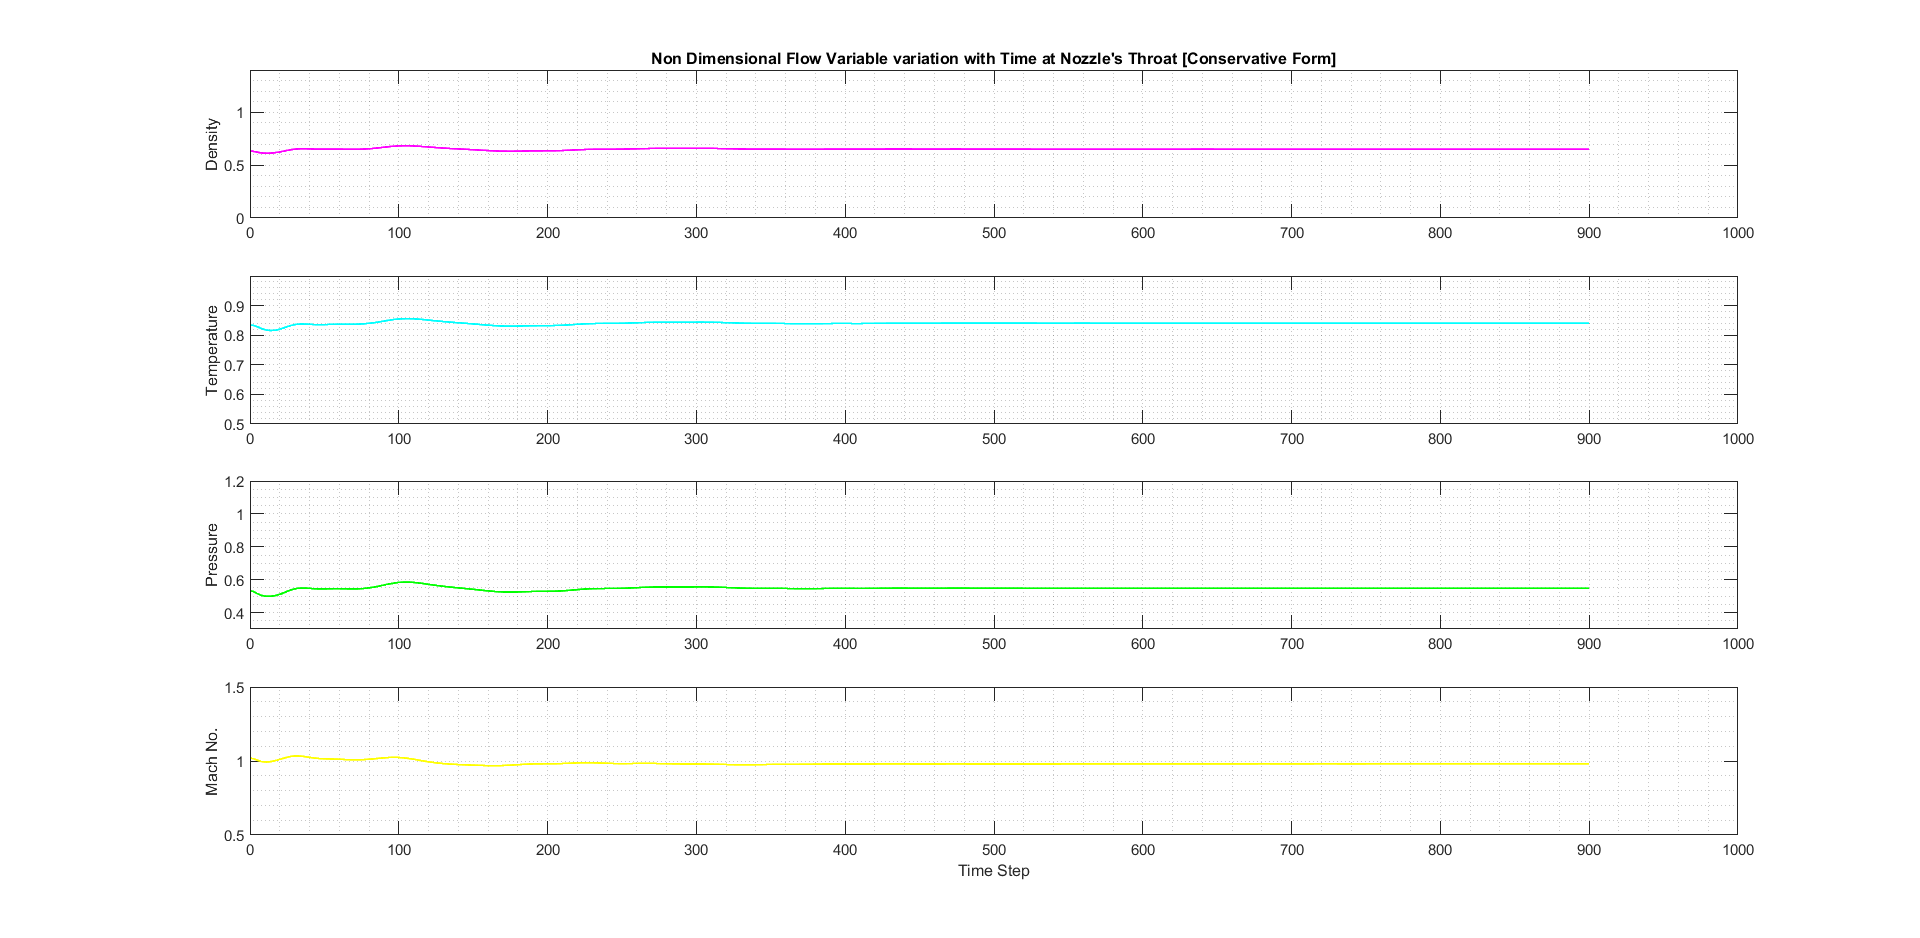 Non Dimensional Flow Variable variation with Time at Nozzle's Throat [Conservative Form]
Density
1
0.5
0
0 100 200 300 400 500 600 700 800 900 1000
Temperature
0.9
0.8
0.7
0.6
0.5
0 100 200 300 400 500 600 700 800 900 1000
Pressure
1.2
1
0.8
0.6
0.4
0 100 200 300 400 500 600 700 800 900 1000
Mach No.
1.5
1
0.5
0 100 200 300 400 500 600 700 800 900 1000
Time Step